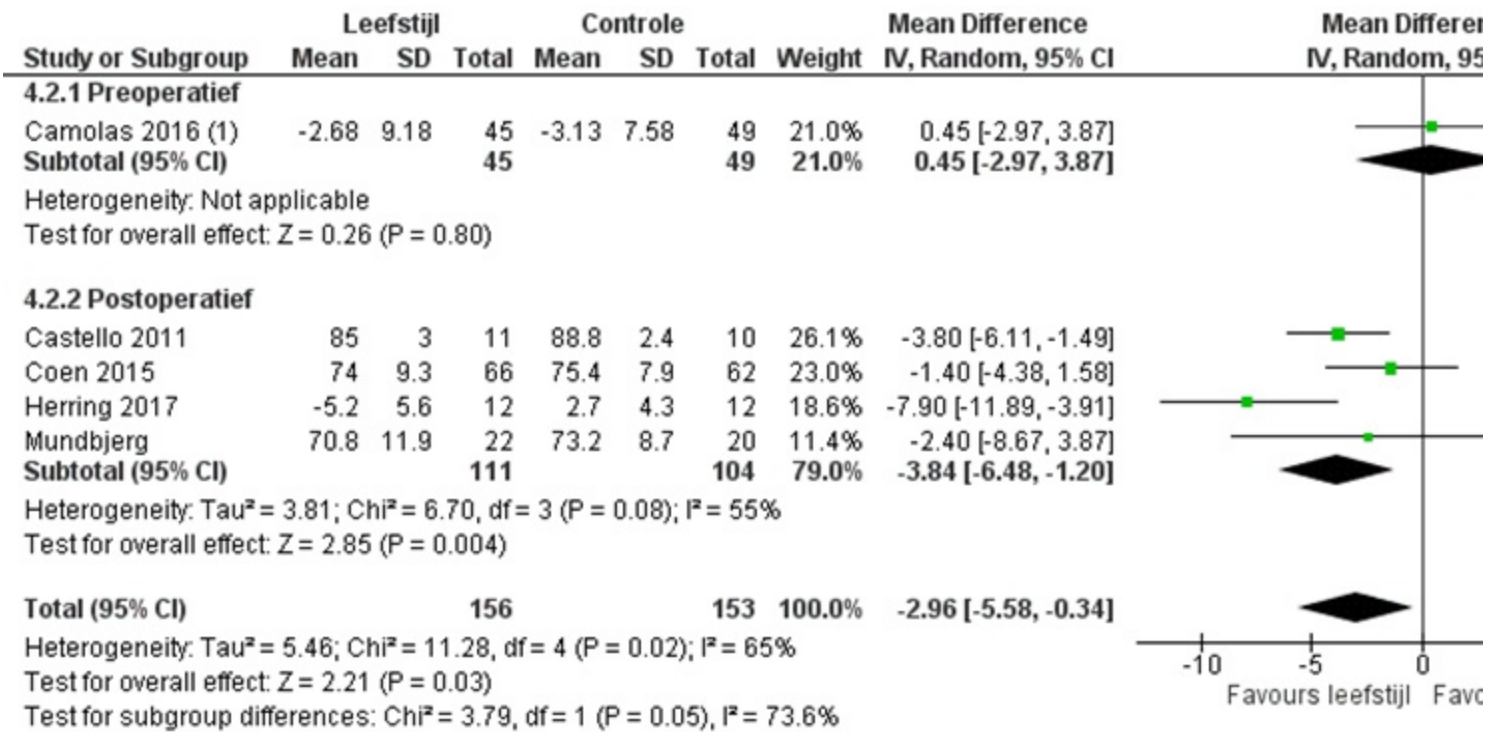 Leefstijl Controle Mean Difference Mean Differer
Study or Subgroup Mean SD Total Mean SD Total Weight IV, Random, 95% CI IV, Random, 95
4.2.1 Preoperatief
Camolas 2016 (1) -2.68 9.18 45 -3.13 7.58 49 21.0% 0.45 [-2.97, 3.87]
Subtotal (95% CI) 45 49 21.0% 0.45 [-2.97, 3.87]
Heterogeneity: Not applicable
Test for overall effect: Z = 0.26 (P = 0.80)
4.2.2 Postoperatief
Castello 2011 85 3 11 88.8 2.4 10 26.1% -3.80 [-6.11, -1.49]
Coen 2015 74 9.3 66 75.4 7.9 62 23.0% -1.40 [-4.38, 1.58]
Herring 2017 -5.2 5.6 12 2.7 4.3 12 18.6% -7.90 [-11.89, -3.91]
Mundbjerg 70.8 11.9 22 73.2 8.7 20 11.4% -2.40 [-8.67, 3.87]
Subtotal (95% CI) 111 104 79.0% -3.84 [-6.48, -1.20]
Heterogeneity: Tau² = 3.81; Chi² = 6.70, df = 3 (P = 0.08); I² = 55%
Test for overall effect: Z = 2.85 (P = 0.004)
Total (95% CI) 156 153 100.0% -2.96 [-5.58, -0.34]
Heterogeneity: Tau² = 5.46; Chi² = 11.28, df = 4 (P = 0.02); I² = 65%
-10 -5 0
Test for overall effect: Z = 2.21 (P = 0.03)
Favours leefstijl Favo
Test for subgroup differences: Chi² = 3.79, df = 1 (P = 0.05), I² = 73.6%